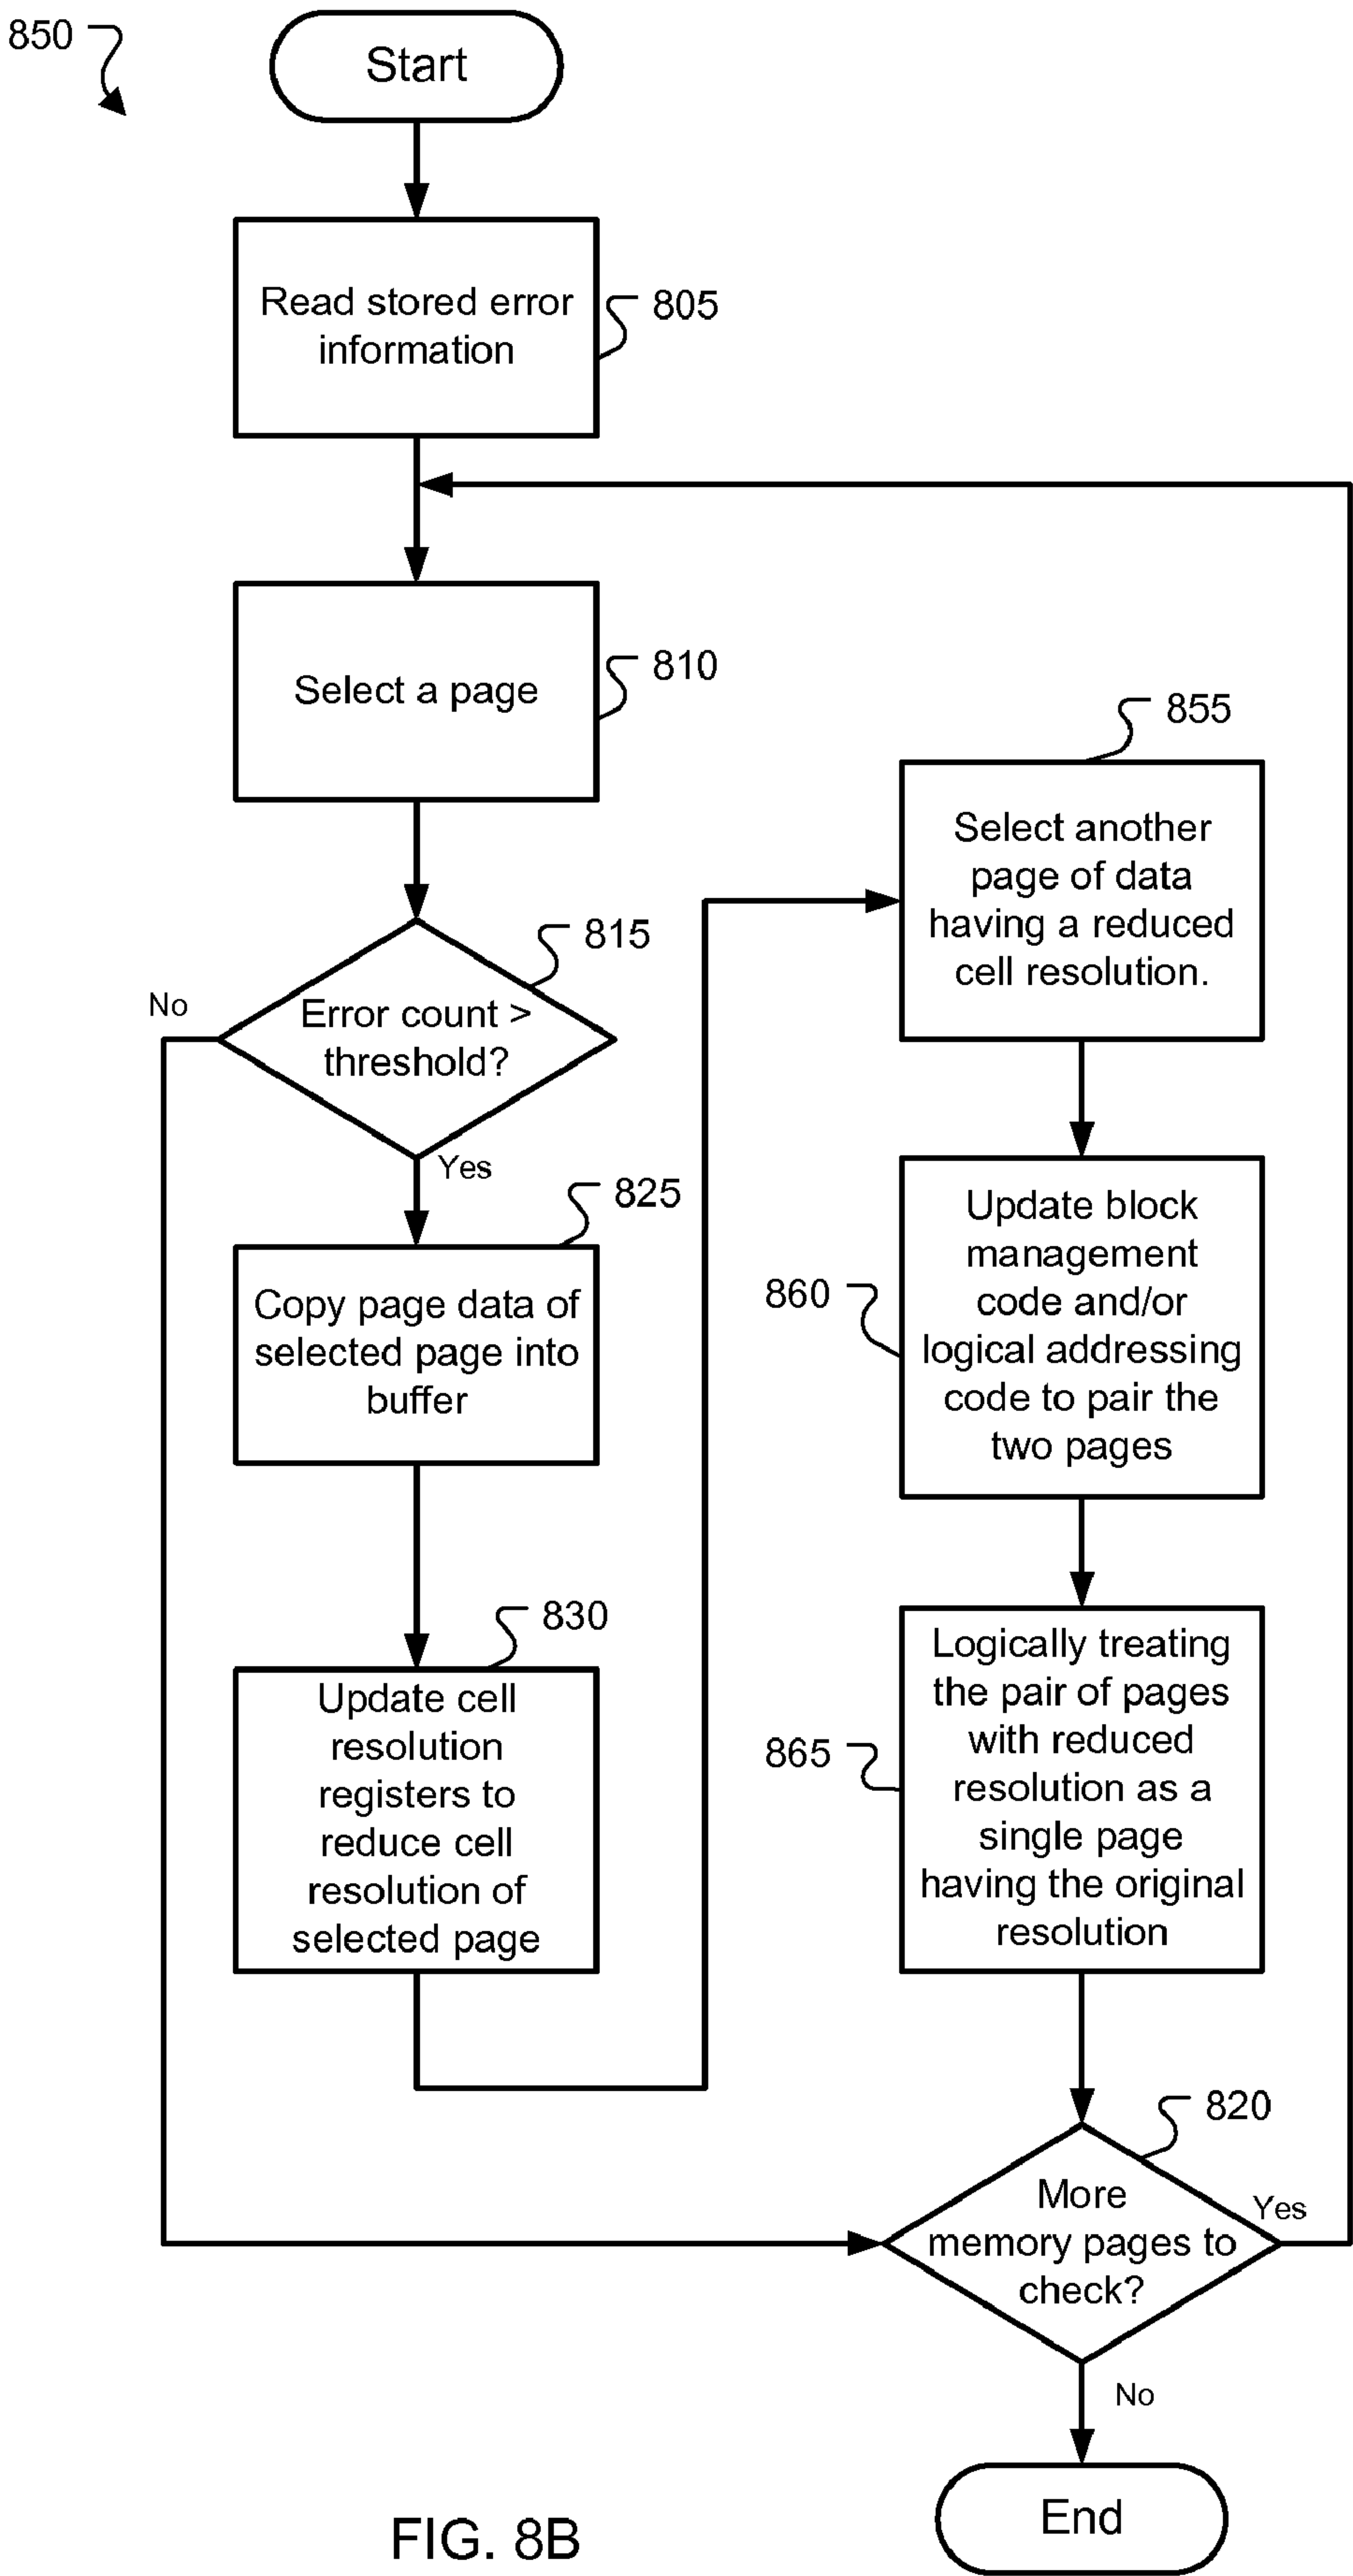 850
Start
Read stored error
information
805
Select a page
810
Error count >
threshold?
815
No
Yes
Copy page data of
selected page into
buffer
825
Update cell
resolution
registers to
reduce cell
resolution of
selected page
830
Select another
page of data
having a reduced
cell resolution.
855
Update block
management
code and/or
logical addressing
code to pair the
two pages
860
Logically treating
the pair of pages
with reduced
resolution as a
single page
having the original
resolution
865
More
memory pages to
check?
820
Yes
No
End
FIG. 8B